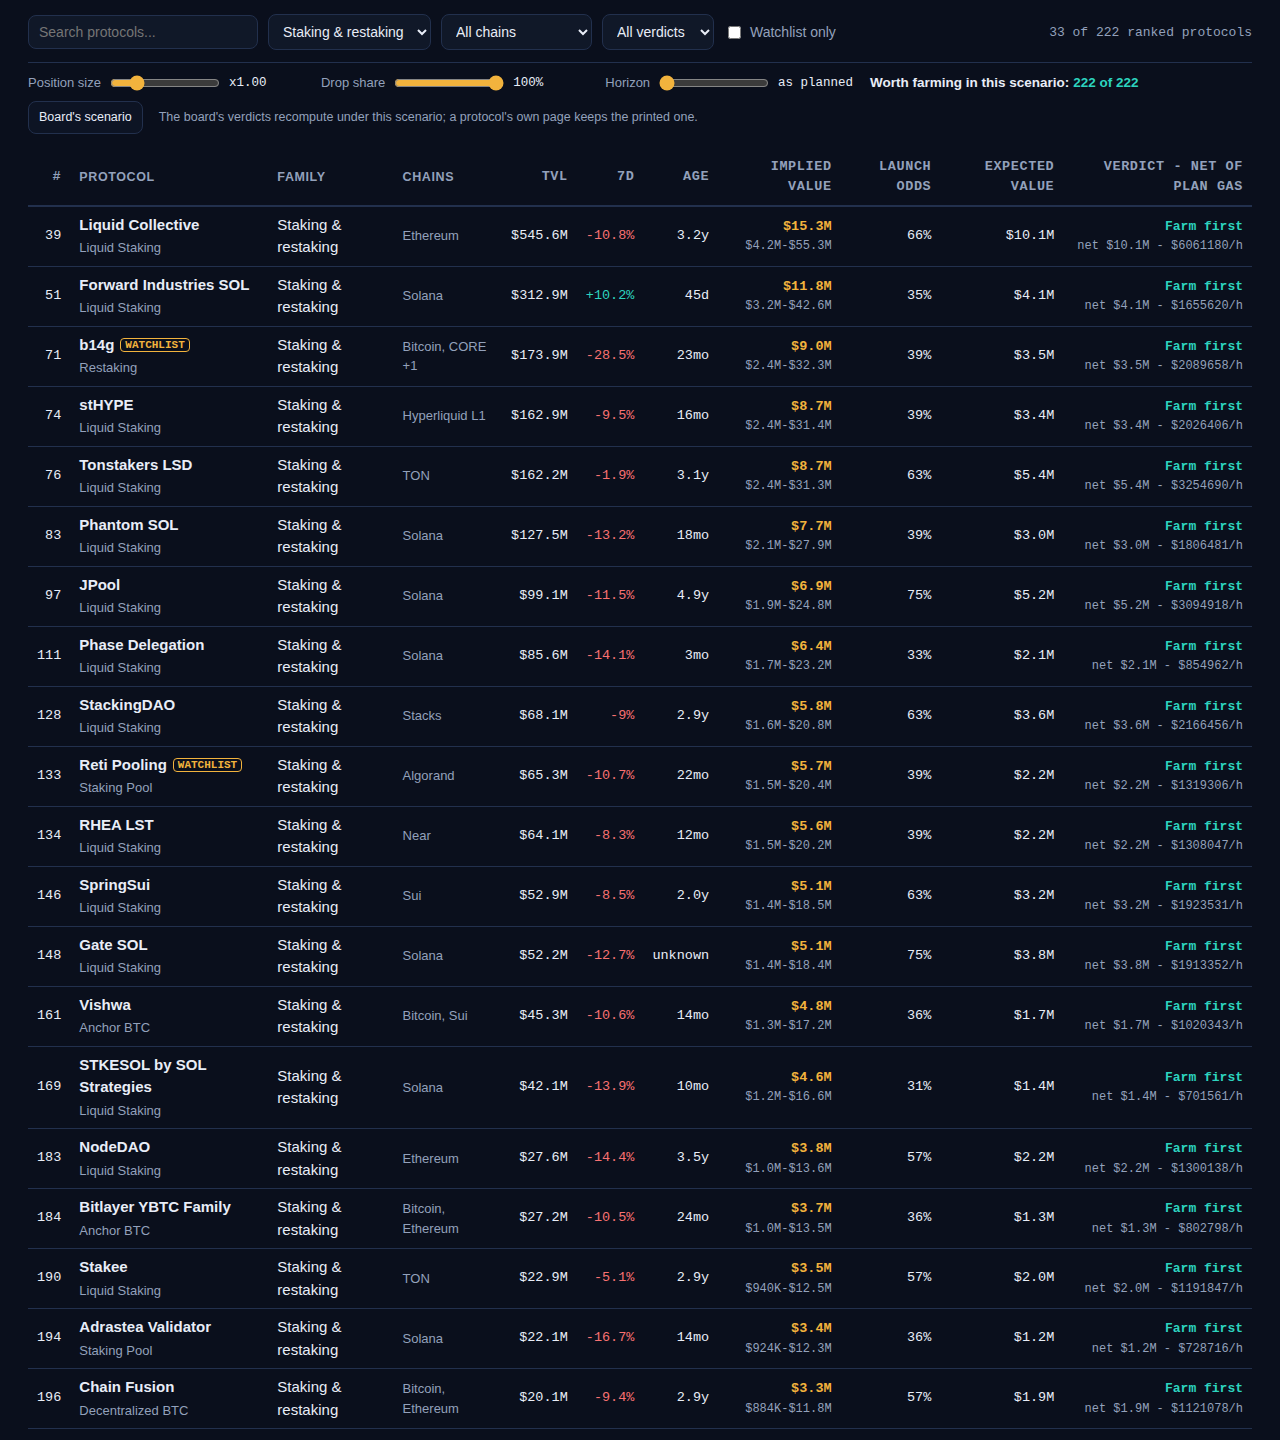 Search protocols... Staking & restaking All chains All verdicts Watchlist only 33 of 222 ranked protocols
Position size x1.00 Drop share 100% Horizon as planned Worth farming in this scenario: 222 of 222
Board's scenario The board's verdicts recompute under this scenario; a protocol's own page keeps the printed one.
# PROTOCOL FAMILY CHAINS TVL 7D AGE IMPLIED VALUE LAUNCH ODDS EXPECTED VALUE VERDICT - NET OF PLAN GAS
39 Liquid Collective Liquid Staking Staking & restaking Ethereum $545.6M -10.8% 3.2y $15.3M $4.2M-$55.3M 66% $10.1M Farm first net $10.1M - $6061180/h
51 Forward Industries SOL Liquid Staking Staking & restaking Solana $312.9M +10.2% 45d $11.8M $3.2M-$42.6M 35% $4.1M Farm first net $4.1M - $1655620/h
71 b14g WATCHLIST Restaking Staking & restaking Bitcoin, CORE +1 $173.9M -28.5% 23mo $9.0M $2.4M-$32.3M 39% $3.5M Farm first net $3.5M - $2089658/h
74 stHYPE Liquid Staking Staking & restaking Hyperliquid L1 $162.9M -9.5% 16mo $8.7M $2.4M-$31.4M 39% $3.4M Farm first net $3.4M - $2026406/h
76 Tonstakers LSD Liquid Staking Staking & restaking TON $162.2M -1.9% 3.1y $8.7M $2.4M-$31.3M 63% $5.4M Farm first net $5.4M - $3254690/h
83 Phantom SOL Liquid Staking Staking & restaking Solana $127.5M -13.2% 18mo $7.7M $2.1M-$27.9M 39% $3.0M Farm first net $3.0M - $1806481/h
97 JPool Liquid Staking Staking & restaking Solana $99.1M -11.5% 4.9y $6.9M $1.9M-$24.8M 75% $5.2M Farm first net $5.2M - $3094918/h
111 Phase Delegation Liquid Staking Staking & restaking Solana $85.6M -14.1% 3mo $6.4M $1.7M-$23.2M 33% $2.1M Farm first net $2.1M - $854962/h
128 StackingDAO Liquid Staking Staking & restaking Stacks $68.1M -9% 2.9y $5.8M $1.6M-$20.8M 63% $3.6M Farm first net $3.6M - $2166456/h
133 Reti Pooling WATCHLIST Staking Pool Staking & restaking Algorand $65.3M -10.7% 22mo $5.7M $1.5M-$20.4M 39% $2.2M Farm first net $2.2M - $1319306/h
134 RHEA LST Liquid Staking Staking & restaking Near $64.1M -8.3% 12mo $5.6M $1.5M-$20.2M 39% $2.2M Farm first net $2.2M - $1308047/h
146 SpringSui Liquid Staking Staking & restaking Sui $52.9M -8.5% 2.0y $5.1M $1.4M-$18.5M 63% $3.2M Farm first net $3.2M - $1923531/h
148 Gate SOL Liquid Staking Staking & restaking Solana $52.2M -12.7% unknown $5.1M $1.4M-$18.4M 75% $3.8M Farm first net $3.8M - $1913352/h
161 Vishwa Anchor BTC Staking & restaking Bitcoin, Sui $45.3M -10.6% 14mo $4.8M $1.3M-$17.2M 36% $1.7M Farm first net $1.7M - $1020343/h
169 STKESOL by SOL Strategies Liquid Staking Staking & restaking Solana $42.1M -13.9% 10mo $4.6M $1.2M-$16.6M 31% $1.4M Farm first net $1.4M - $701561/h
183 NodeDAO Liquid Staking Staking & restaking Ethereum $27.6M -14.4% 3.5y $3.8M $1.0M-$13.6M 57% $2.2M Farm first net $2.2M - $1300138/h
184 Bitlayer YBTC Family Anchor BTC Staking & restaking Bitcoin, Ethereum $27.2M -10.5% 24mo $3.7M $1.0M-$13.5M 36% $1.3M Farm first net $1.3M - $802798/h
190 Stakee Liquid Staking Staking & restaking TON $22.9M -5.1% 2.9y $3.5M $940K-$12.5M 57% $2.0M Farm first net $2.0M - $1191847/h
194 Adrastea Validator Staking Pool Staking & restaking Solana $22.1M -16.7% 14mo $3.4M $924K-$12.3M 36% $1.2M Farm first net $1.2M - $728716/h
196 Chain Fusion Decentralized BTC Staking & restaking Bitcoin, Ethereum $20.1M -9.4% 2.9y $3.3M $884K-$11.8M 57% $1.9M Farm first net $1.9M - $1121078/h